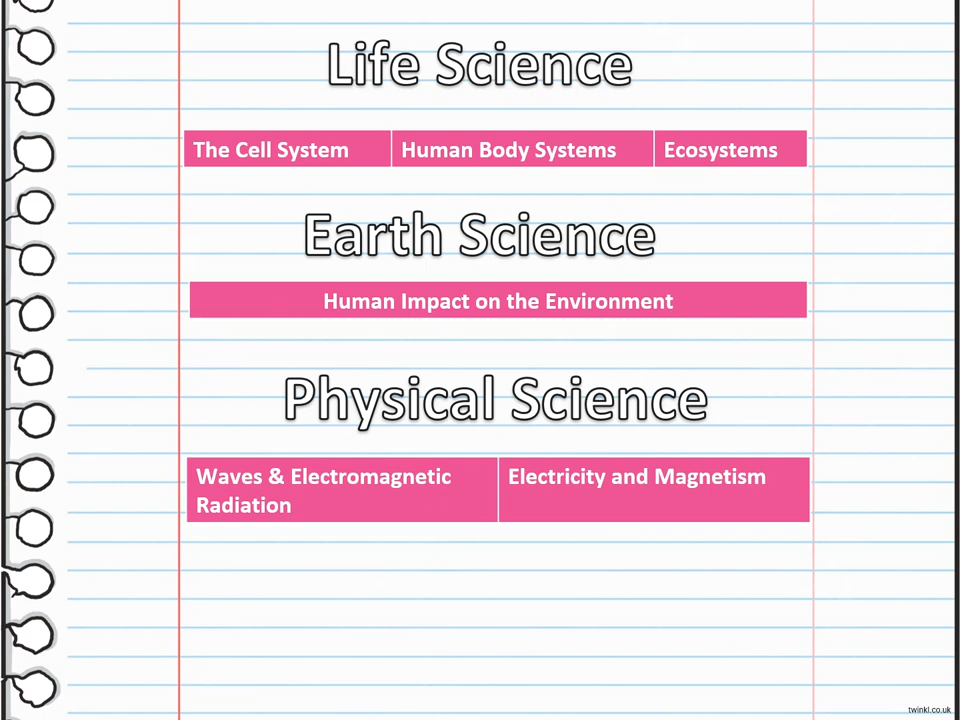 Life Science
The Cell System Human Body Systems Ecosystems
Earth Science
Human Impact on the Environment
Physical Science
Waves & Electromagnetic Electricity and Magnetism
Radiation
twinkl.co.uk